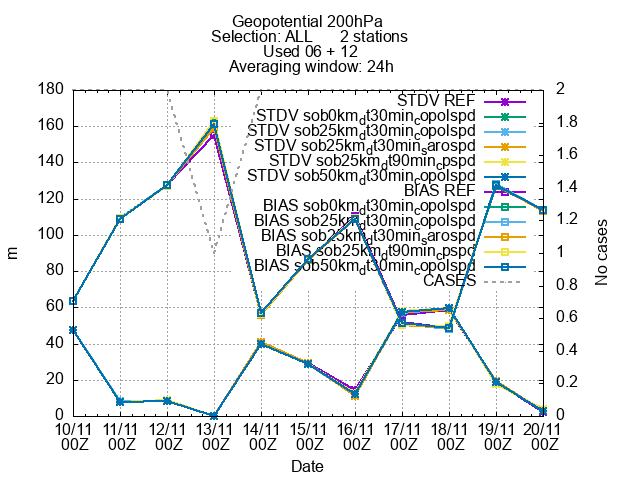 Geopotential 200hPa
Selection: ALL 2 stations
Used 06 + 12
Averaging window: 24h
STDV REF
STDV sob0km_dt30min_copolspd
STDV sob25km_dt30min_copolspd
STDV sob25km_dt30min_sarospd
STDV sob25km_dt90min_cpspd
STDV sob50km_dt30min_copolspd
BIAS REF
BIAS sob0km_dt30min_copolspd
BIAS sob25km_dt30min_copolspd
BIAS sob25km_dt30min_sarospd
BIAS sob25km_dt90min_cpspd
BIAS sob50km_dt30min_copolspd
CASES
180
160
140
120
100
80
60
40
20
0
m
2
1.8
1.6
1.4
1.2
1
0.8
0.6
0.4
0.2
0
No cases
10/11 11/11 12/11 13/11 14/11 15/11 16/11 17/11 18/11 19/11 20/11
00Z 00Z 00Z 00Z 00Z 00Z 00Z 00Z 00Z 00Z 00Z
Date